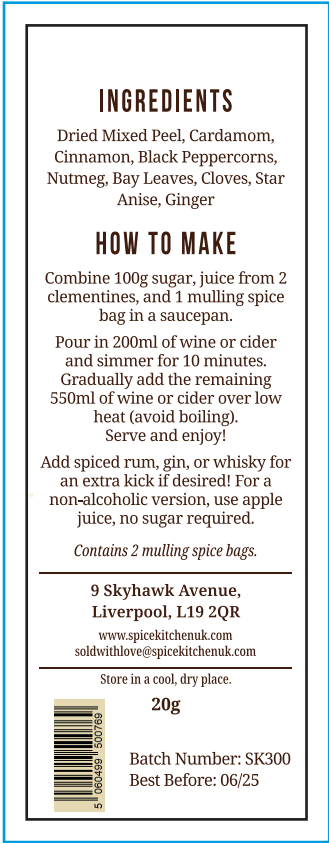 INGREDIENTS
Dried Mixed Peel, Cardamom,
Cinnamon, Black Peppercorns,
Nutmeg, Bay Leaves, Cloves, Star
Anise, Ginger
HOW TO MAKE
Combine 100g sugar, juice from 2
clementines, and 1 mulling spice
bag in a saucepan.
Pour in 200ml of wine or cider
and simmer for 10 minutes.
Gradually add the remaining
550ml of wine or cider over low
heat (avoid boiling).
Serve and enjoy!
Add spiced rum, gin, or whisky for
an extra kick if desired! For a
non-alcoholic version, use apple
juice, no sugar required.
Contains 2 mulling spice bags.
9 Skyhawk Avenue,
Liverpool, L19 2QR
www.spicekitchenuk.com
soldwithlove@spicekitchenuk.com
Store in a cool, dry place.
20g
5 060499 500769
Batch Number: SK300
Best Before: 06/25